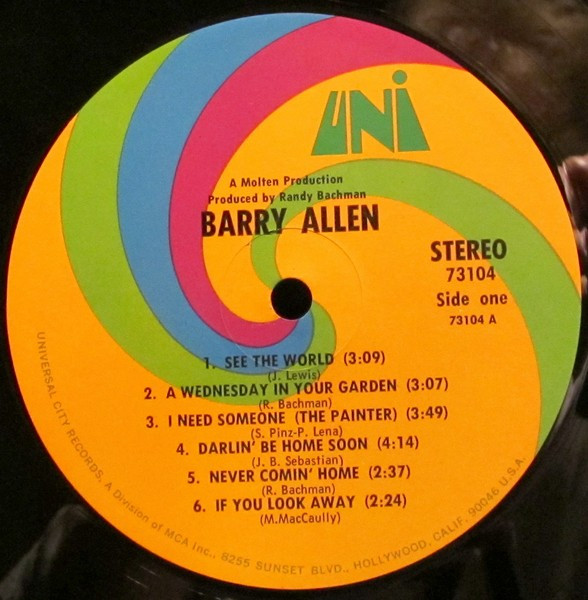 UNI
A Molten Production
Produced by Randy Bachman
BARRY ALLEN
STEREO
73104
Side one
73104 A
1. SEE THE WORLD (3:09)
(J. Lewis)
2. A WEDNESDAY IN YOUR GARDEN (3:07)
(R. Bachman)
3. I NEED SOMEONE (THE PAINTER) (3:49)
(S. Pinz-P. Lena)
4. DARLIN' BE HOME SOON (4:14)
(J. B. Sebastian)
5. NEVER COMIN' HOME (2:37)
(R. Bachman)
6. IF YOU LOOK AWAY (2:24)
(M.MacCaully)
UNIVERSAL CITY RECORDS, A Division of MCA Inc., 8255 SUNSET BLVD., HOLLYWOOD, CALIF. 90046 U.S.A.